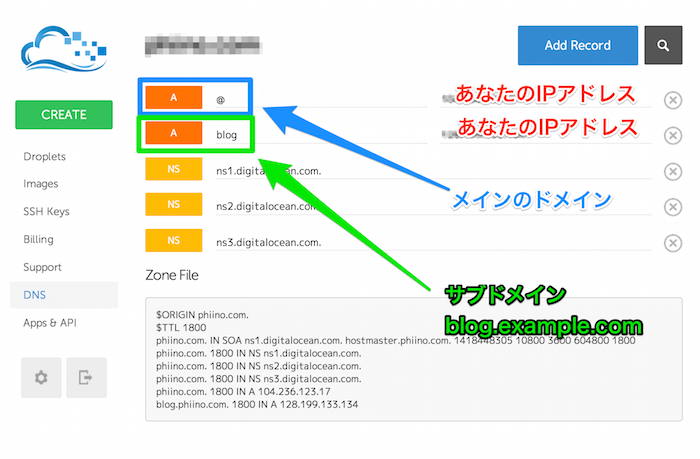 Add Record
A
@
あなたのIPアドレス
CREATE
A
blog
あなたのIPアドレス
Droplets
NS
ns1.digitalocean.com.
Images
メインのドメイン
SSH Keys
NS
ns2.digitalocean.com.
Billing
NS
ns3.digitalocean.com.
Support
Zone File
DNS
サブドメイン
Apps & API
blog.example.com
$ORIGIN phiino.com.
$TTL 1800
phiino.com. IN SOA ns1.digitalocean.com. hostmaster.phiino.com. 1418448305 10800 3600 604800 1800
phiino.com. 1800 IN NS ns1.digitalocean.com.
phiino.com. 1800 IN NS ns2.digitalocean.com.
phiino.com. 1800 IN NS ns3.digitalocean.com.
phiino.com. 1800 IN A 104.236.123.17
blog.phiino.com. 1800 IN A 128.199.133.134